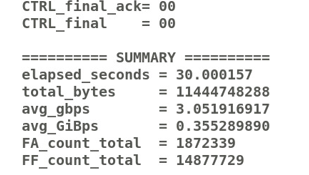 CTRL_final_ack= 00
CTRL_final    = 00

========== SUMMARY ==========
elapsed_seconds = 30.000157
total_bytes     = 11444748288
avg_gbps        = 3.051916917
avg_GiBps       = 0.355289890
FA_count_total  = 1872339
FF_count_total  = 14877729